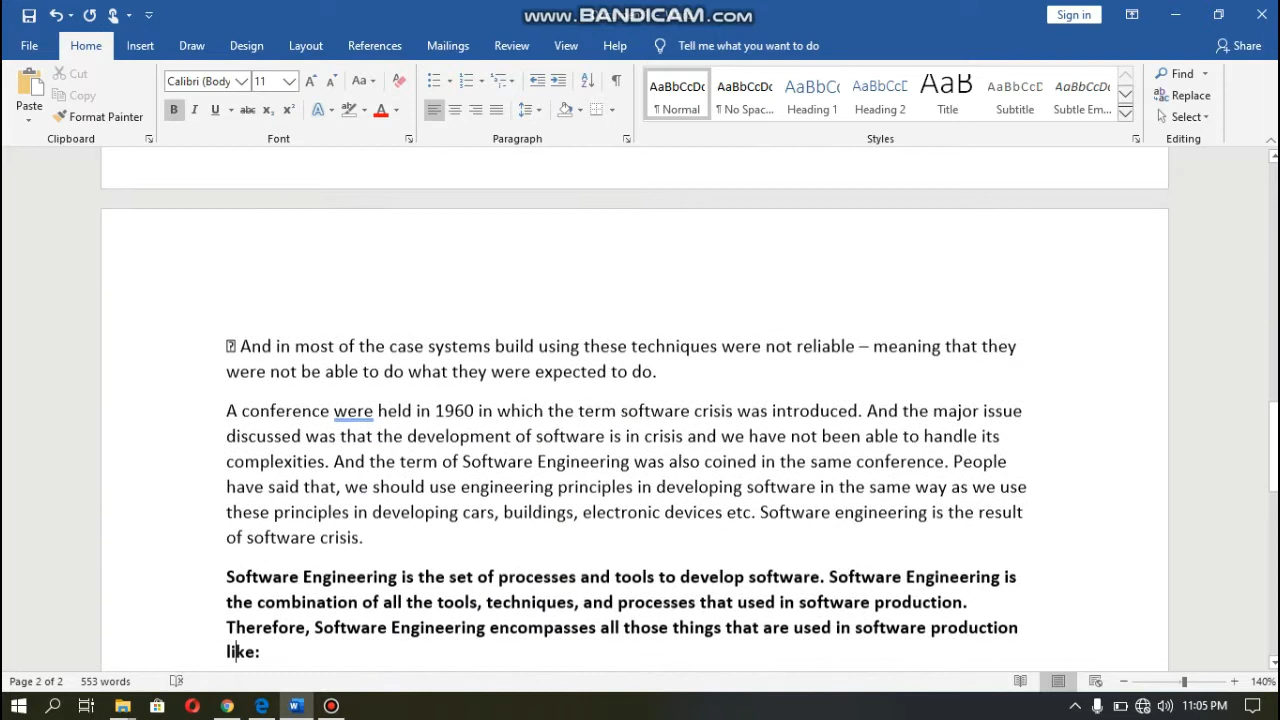 www.BANDICAM.com
Sign in
File Home Insert Draw Design Layout References Mailings Review View Help Tell me what you want to do Share
Paste
Cut
Copy
Format Painter
Calibri (Body 11
AaBbCcDc AaBbCcDc AaBbCc AaBbCcD AaB AaBbCcD AaBbCcDc
¶ Normal ¶ No Spac... Heading 1 Heading 2 Title Subtitle Subtle Em...
Find
Replace
Select
Clipboard Font Paragraph Styles Editing
And in most of the case systems build using these techniques were not reliable – meaning that they
were not be able to do what they were expected to do.
A conference were held in 1960 in which the term software crisis was introduced. And the major issue
discussed was that the development of software is in crisis and we have not been able to handle its
complexities. And the term of Software Engineering was also coined in the same conference. People
have said that, we should use engineering principles in developing software in the same way as we use
these principles in developing cars, buildings, electronic devices etc. Software engineering is the result
of software crisis.
Software Engineering is the set of processes and tools to develop software. Software Engineering is
the combination of all the tools, techniques, and processes that used in software production.
Therefore, Software Engineering encompasses all those things that are used in software production
like:
Page 2 of 2 553 words 140%
11:05 PM